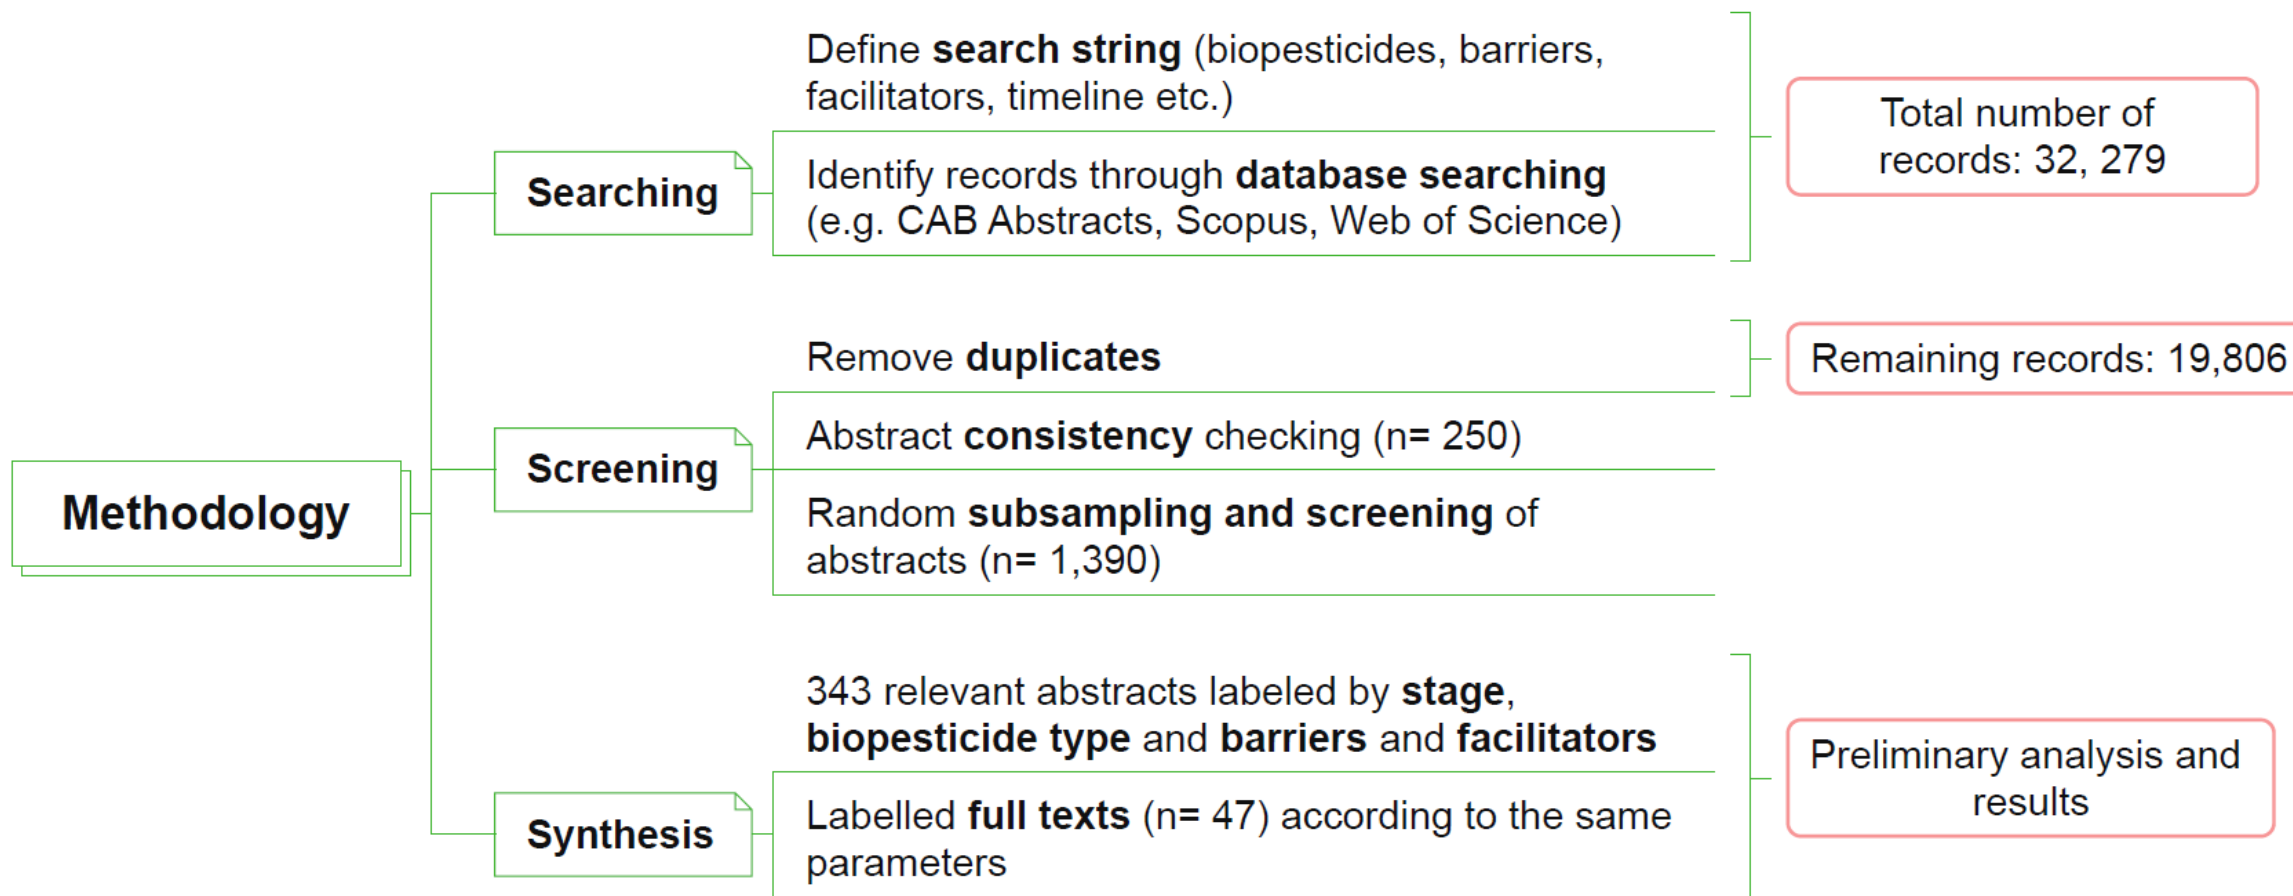 Methodology
Searching
Define search string (biopesticides, barriers,
facilitators, timeline etc.)
Identify records through database searching
(e.g. CAB Abstracts, Scopus, Web of Science)
Total number of
records: 32, 279
Screening
Remove duplicates
Remaining records: 19,806
Abstract consistency checking (n= 250)
Random subsampling and screening of
abstracts (n= 1,390)
Synthesis
343 relevant abstracts labeled by stage,
biopesticide type and barriers and facilitators
Labelled full texts (n= 47) according to the same
parameters
Preliminary analysis and
results